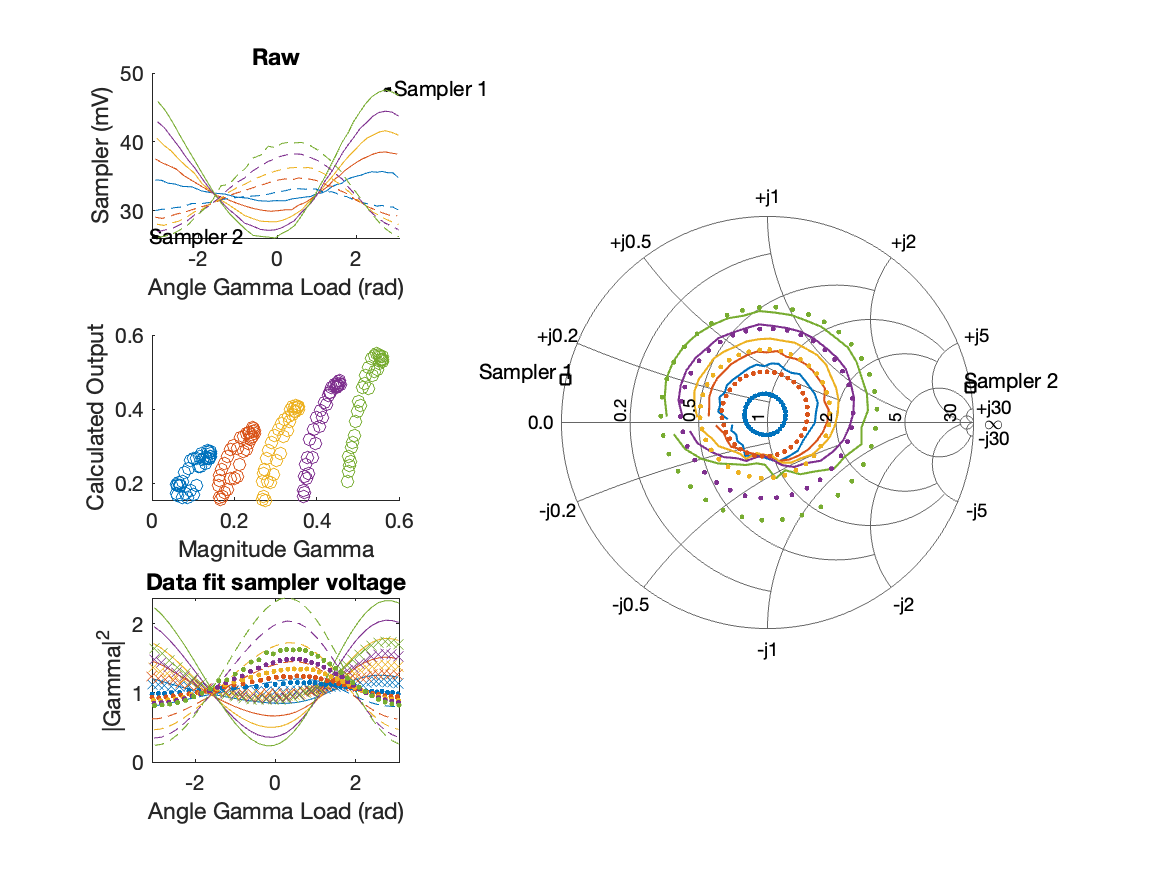 Raw
50
40
30
Sampler (mV)
Sampler 1
Sampler 2
-2
0
2
Angle Gamma Load (rad)
0.6
0.4
0.2
Calculated Output
0
0.2
0.4
0.6
Magnitude Gamma
Data fit sampler voltage
2
1
0
|Gamma|²
-2
0
2
Angle Gamma Load (rad)
+j1
+j0.5
+j2
+j0.2
+j5
Sampler 1
Sampler 2
0.0
0.2
0.5
1
2
5
30
+j30
∞
-j30
-j0.2
-j5
-j0.5
-j2
-j1